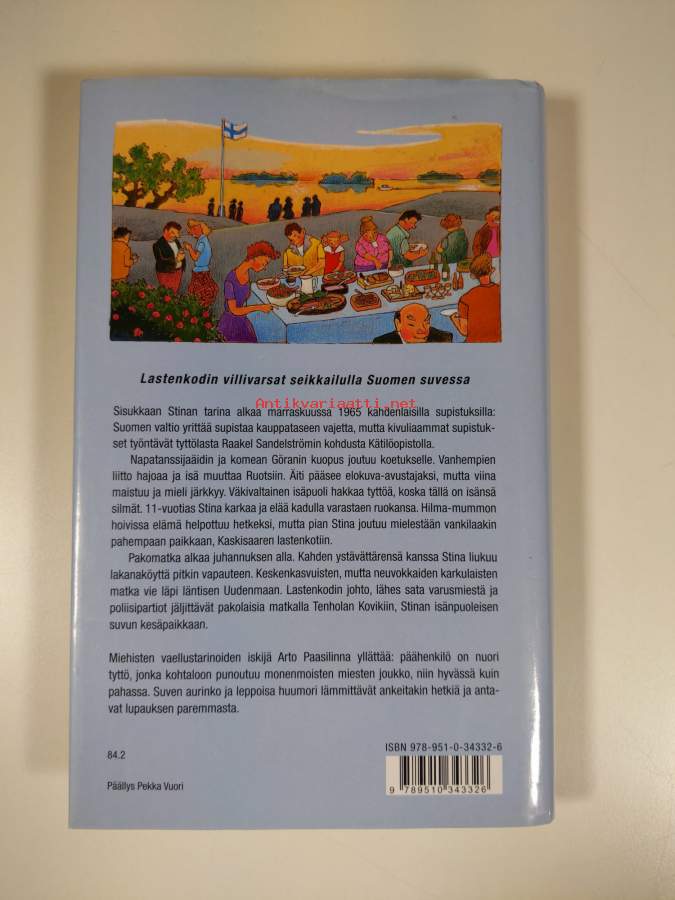 Lastenkodin villivarsat seikkailulla Suomen suvessa
Antikvariaatti.net
Sisukkaan Stinan tarina alkaa marraskuussa 1965 kahdenlaisilla supistuksilla:
Suomen valtio yrittää supistaa kauppataseen vajetta, mutta kivuliaammat supistuk-
set työntävät tyttölasta Raakel Sandelströmin kohdusta Kätilöopistolla.
Napatanssijaäidin ja komean Göranin kuopus joutuu koetukselle. Vanhempien
liitto hajoaa ja isä muuttaa Ruotsiin. Äiti pääsee elokuva-avustajaksi, mutta viina
maistuu ja mieli järkkyy. Väkivaltainen isäpuoli hakkaa tyttöä, koska tällä on isänsä
silmät. 11-vuotias Stina karkaa ja elää kadulla varastaen ruokansa. Hilma-mummon
hoivissa elämä helpottuu hetkeksi, mutta pian Stina joutuu mielestään vankilaakin
pahempaan paikkaan, Kaskisaaren lastenkotiin.
Pakomatka alkaa juhannuksen alla. Kahden ystävättärensä kanssa Stina liukuu
lakanaköyttä pitkin vapauteen. Keskenkasvuisten, mutta neuvokkaiden karkulaisten
matka vie läpi läntisen Uudenmaan. Lastenkodin johto, lähes sata varusmiestä ja
poliisipartiot jäljittävät pakolaisia matkalla Tenholan Kovikiin, Stinan isänpuoleisen
suvun kesäpaikkaan.
Miehisten vaellustarinoiden iskijä Arto Paasilinna yllättää: päähenkilö on nuori
tyttö, jonka kohtaloon punoutuu monenmoisten miesten joukko, niin hyvässä kuin
pahassa. Suven aurinko ja leppoisa huumori lämmittävät ankeitakin hetkiä ja anta-
vat lupauksen paremmasta.
84.2
ISBN 978-951-0-34332-6
Päällys Pekka Vuori
9 789510 343326